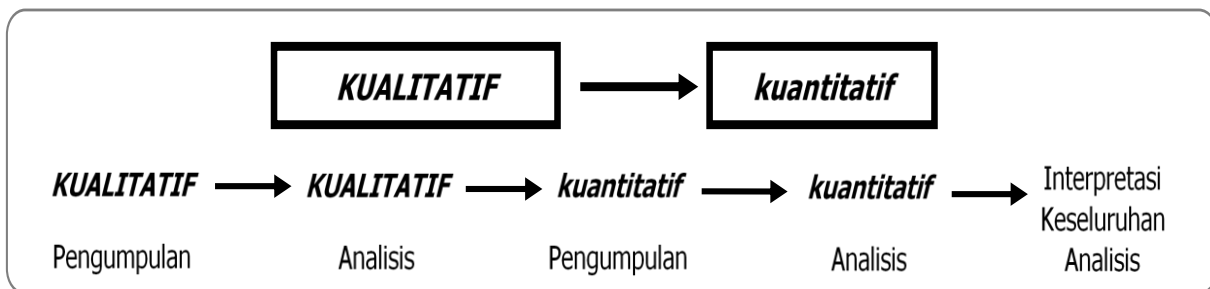 KUALITATIF kuantitatif
KUALITATIF KUALITATIF kuantitatif kuantitatif Interpretasi
Keseluruhan
Pengumpulan Analisis Pengumpulan Analisis Analisis